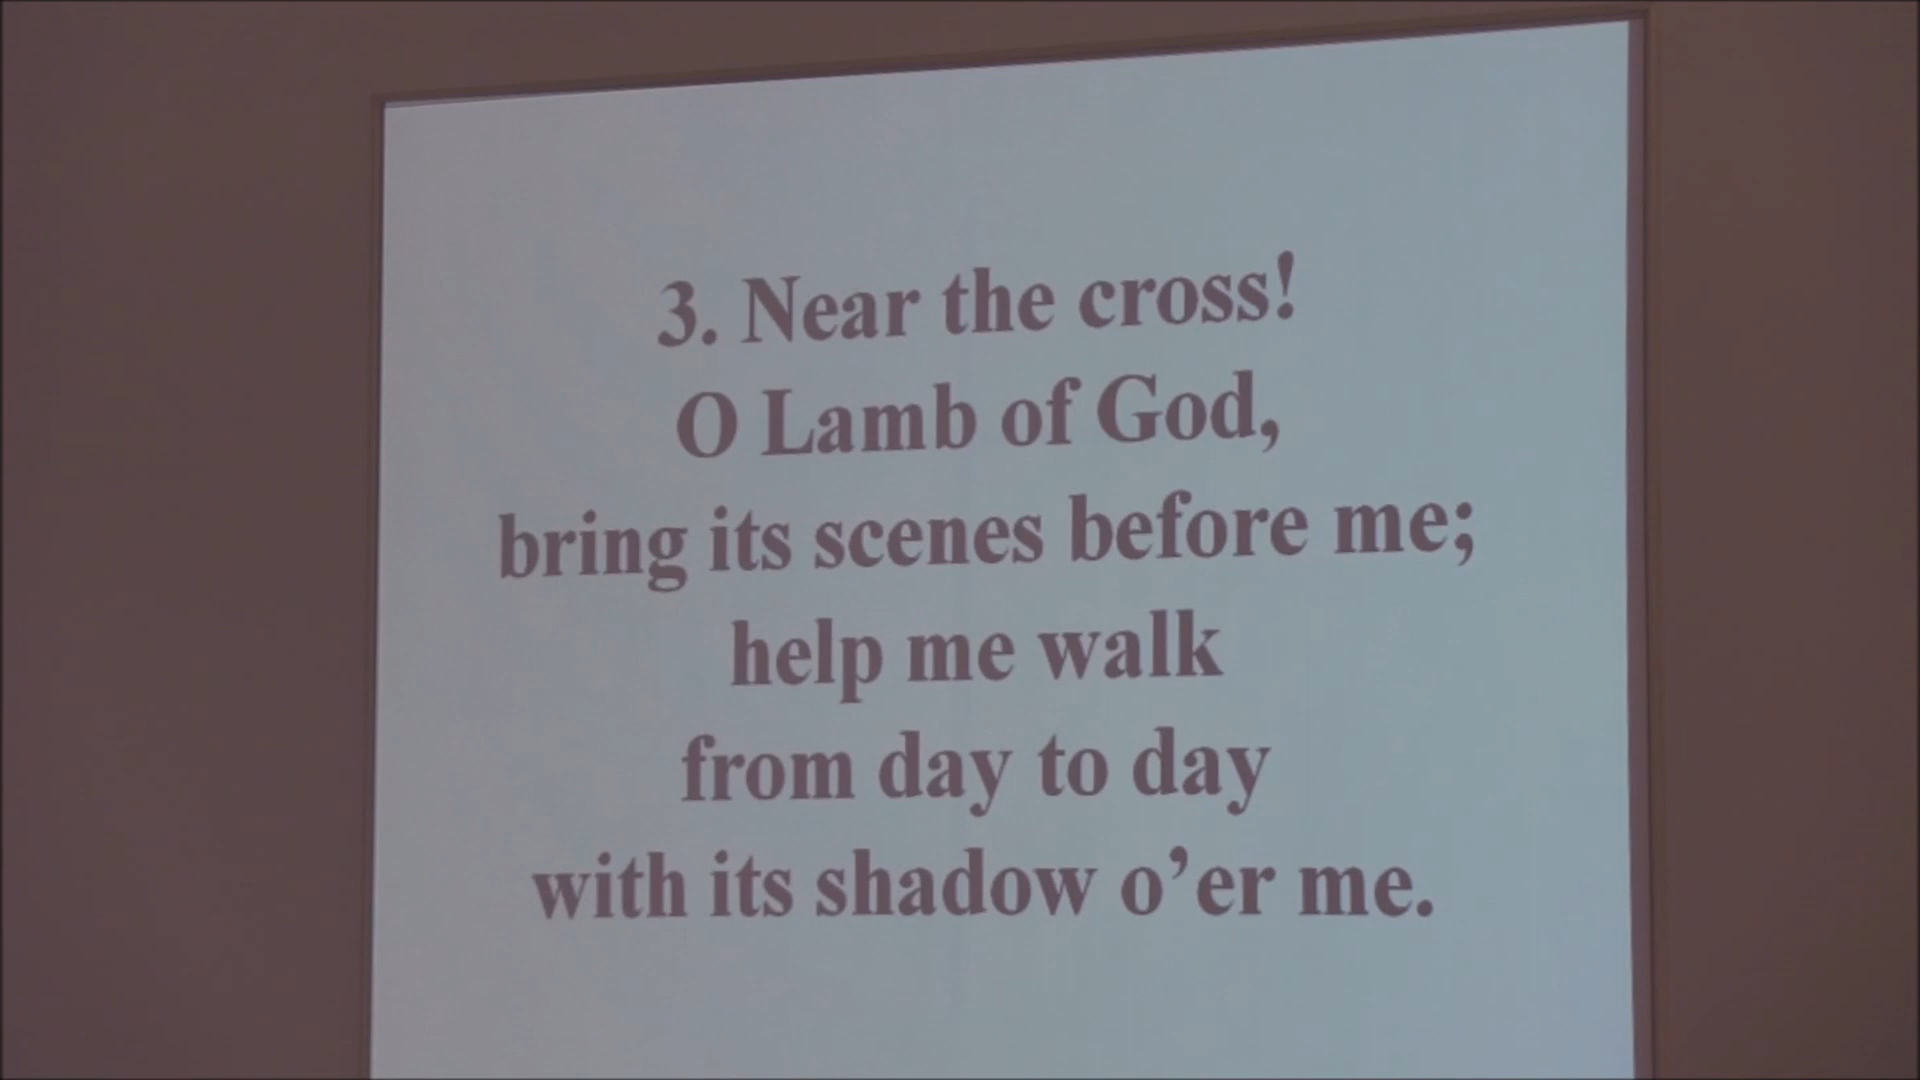 3. Near the cross!
O Lamb of God,
bring its scenes before me;
help me walk
from day to day
with its shadow o’er me.